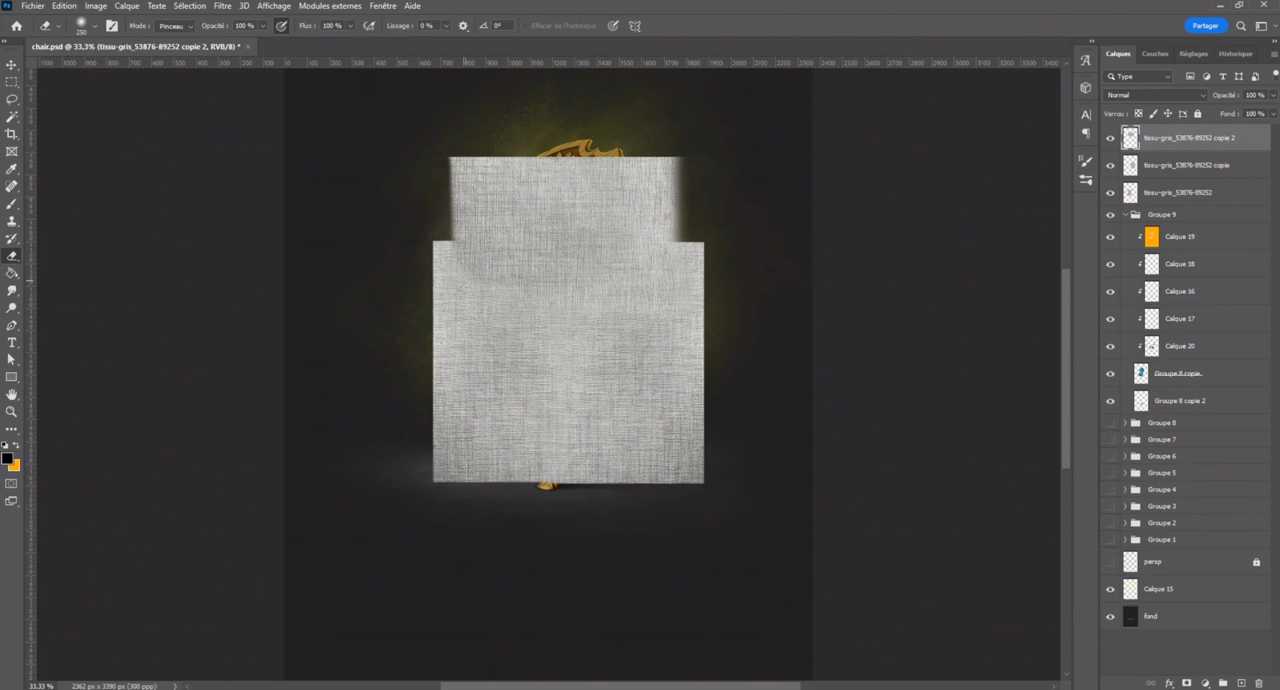 Ps Fichier Edition Image Calque Texte Sélection Filtre 3D Affichage Modules externes Fenêtre Aide
250 Mode : Pinceau Opacité : 100 % Flux : 100 % Lissage : 0 % 0° Effacer de l'historique Partager
chair.psd @ 33,3% (tissu-gris_53876-89252 copie 2, RVB/8) * ×
Calques Couches Réglages Historique
Type
Normal Opacité : 100 %
Verrou : Fond : 100 %
tissu-gris_53876-89252 copie 2
tissu-gris_53876-89252 copie
tissu-gris_53876-89252
Groupe 9
Calque 19
Calque 18
Calque 16
Calque 17
Calque 20
Groupe 8 copie
Groupe 8 copie 2
Groupe 8
Groupe 7
Groupe 6
Groupe 5
Groupe 4
Groupe 3
Groupe 2
Groupe 1
persp
Calque 15
fond
33,33 % 2362 px x 3390 px (300 ppp)